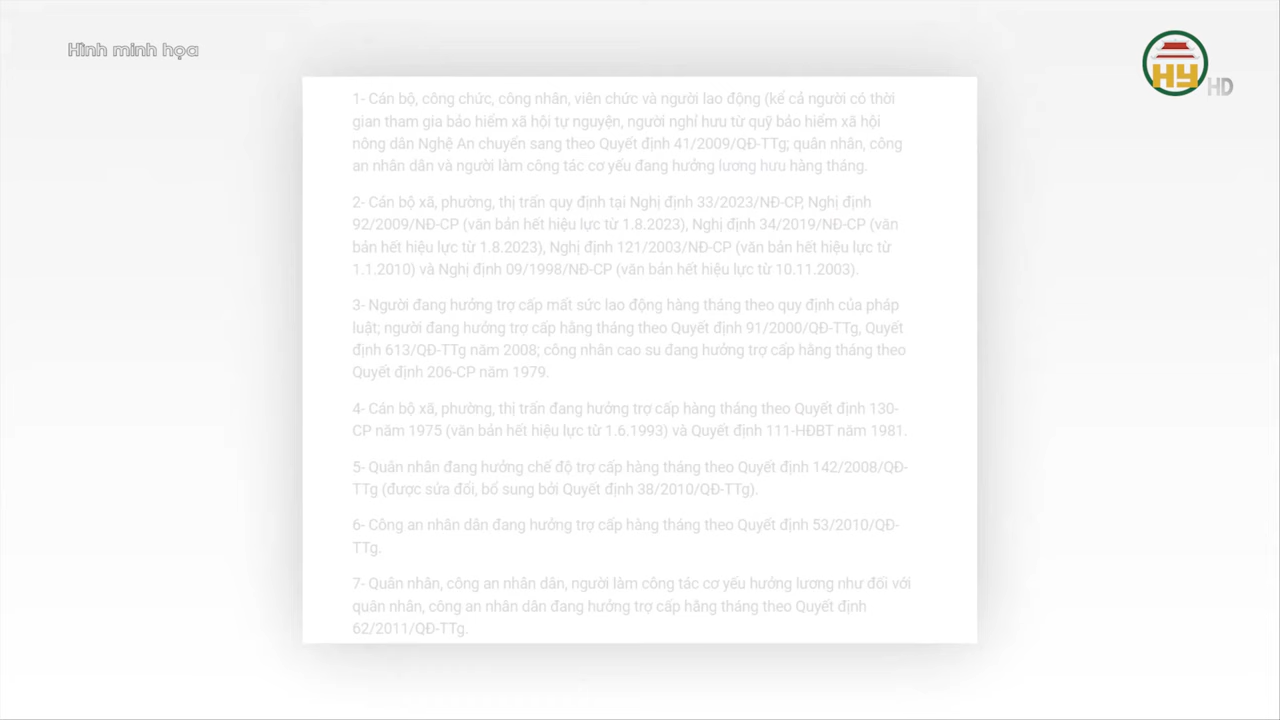 Hình minh họa
HY HD
1- Cán bộ, công chức, công nhân, viên chức và người lao động (kể cả người có thời
gian tham gia bảo hiểm xã hội tự nguyện, người nghỉ hưu từ quỹ bảo hiểm xã hội
nông dân Nghệ An chuyển sang theo Quyết định 41/2009/QĐ-TTg; quân nhân, công
an nhân dân và người làm công tác cơ yếu đang hưởng lương hưu hàng tháng.
2- Cán bộ xã, phường, thị trấn quy định tại Nghị định 33/2023/NĐ-CP, Nghị định
92/2009/NĐ-CP (văn bản hết hiệu lực từ 1.8.2023), Nghị định 34/2019/NĐ-CP (văn
bản hết hiệu lực từ 1.8.2023), Nghị định 121/2003/NĐ-CP (văn bản hết hiệu lực từ
1.1.2010) và Nghị định 09/1998/NĐ-CP (văn bản hết hiệu lực từ 10.11.2003).
3- Người đang hưởng trợ cấp mất sức lao động hàng tháng theo quy định của pháp
luật; người đang hưởng trợ cấp hằng tháng theo Quyết định 91/2000/QĐ-TTg, Quyết
định 613/QĐ-TTg năm 2008; công nhân cao su đang hưởng trợ cấp hằng tháng theo
Quyết định 206-CP năm 1979.
4- Cán bộ xã, phường, thị trấn đang hưởng trợ cấp hàng tháng theo Quyết định 130-
CP năm 1975 (văn bản hết hiệu lực từ 1.6.1993) và Quyết định 111-HĐBT năm 1981.
5- Quân nhân đang hưởng chế độ trợ cấp hàng tháng theo Quyết định 142/2008/QĐ-
TTg (được sửa đổi, bổ sung bởi Quyết định 38/2010/QĐ-TTg).
6- Công an nhân dân đang hưởng trợ cấp hàng tháng theo Quyết định 53/2010/QĐ-
TTg.
7- Quân nhân, công an nhân dân, người làm công tác cơ yếu hưởng lương như đối với
quân nhân, công an nhân dân đang hưởng trợ cấp hằng tháng theo Quyết định
62/2011/QĐ-TTg.